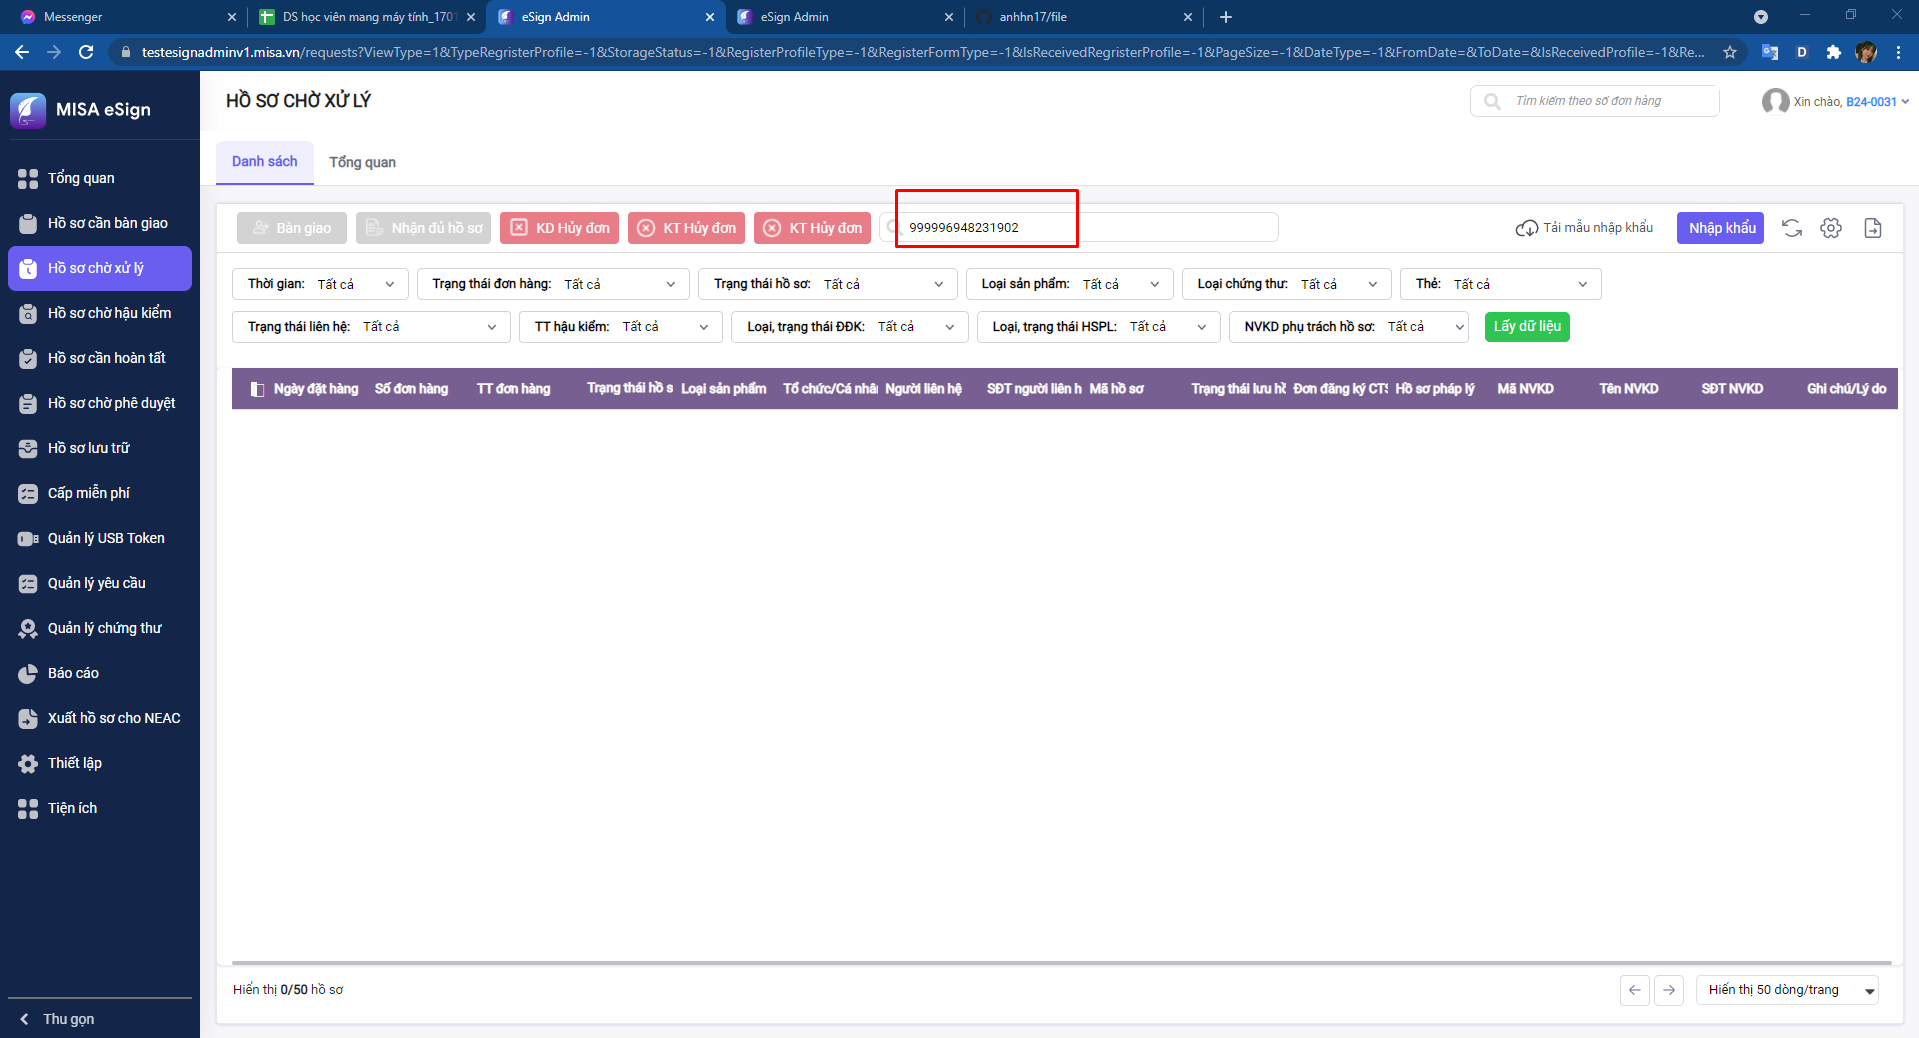 Messenger
DS học viên mang máy tính_1701
eSign Admin
eSign Admin
anhhn17/file
testesignadminv1.misa.vn/requests?ViewType=1&TypeRegristerProfile=-1&StorageStatus=-1&RegisterProfileType=-1&RegisterFormType=-1&IsReceivedRegristerProfile=-1&PageSize=-1&DateType=-1&FromDate=&ToDate=&IsReceivedProfile=-1&Re...
MISA eSign
HỒ SƠ CHỜ XỬ LÝ
Tìm kiếm theo số đơn hàng
Xin chào, B24-0031
Danh sách
Tổng quan
Tổng quan
Hồ sơ cần bàn giao
Hồ sơ chờ xử lý
Hồ sơ chờ hậu kiểm
Hồ sơ cần hoàn tất
Hồ sơ chờ phê duyệt
Hồ sơ lưu trữ
Cấp miễn phí
Quản lý USB Token
Quản lý yêu cầu
Quản lý chứng thư
Báo cáo
Xuất hồ sơ cho NEAC
Thiết lập
Tiện ích
Thu gọn
Bàn giao
Nhận đủ hồ sơ
KD Hủy đơn
KT Hủy đơn
KT Hủy đơn
999996948231902
Tải mẫu nhập khẩu
Nhập khẩu
Thời gian: Tất cả
Trạng thái đơn hàng: Tất cả
Trạng thái hồ sơ: Tất cả
Loại sản phẩm: Tất cả
Loại chứng thư: Tất cả
Thẻ: Tất cả
Trạng thái liên hệ: Tất cả
TT hậu kiểm: Tất cả
Loại, trạng thái ĐĐK: Tất cả
Loại, trạng thái HSPL: Tất cả
NVKD phụ trách hồ sơ: Tất cả
Lấy dữ liệu
Ngày đặt hàng
Số đơn hàng
TT đơn hàng
Trạng thái hồ s
Loại sản phẩm
Tổ chức/Cá nhân
Người liên hệ
SĐT người liên h
Mã hồ sơ
Trạng thái lưu hồ
Đơn đăng ký CTS
Hồ sơ pháp lý
Mã NVKD
Tên NVKD
SĐT NVKD
Ghi chú/Lý do
Hiển thị 0/50 hồ sơ
Hiển thị 50 dòng/trang